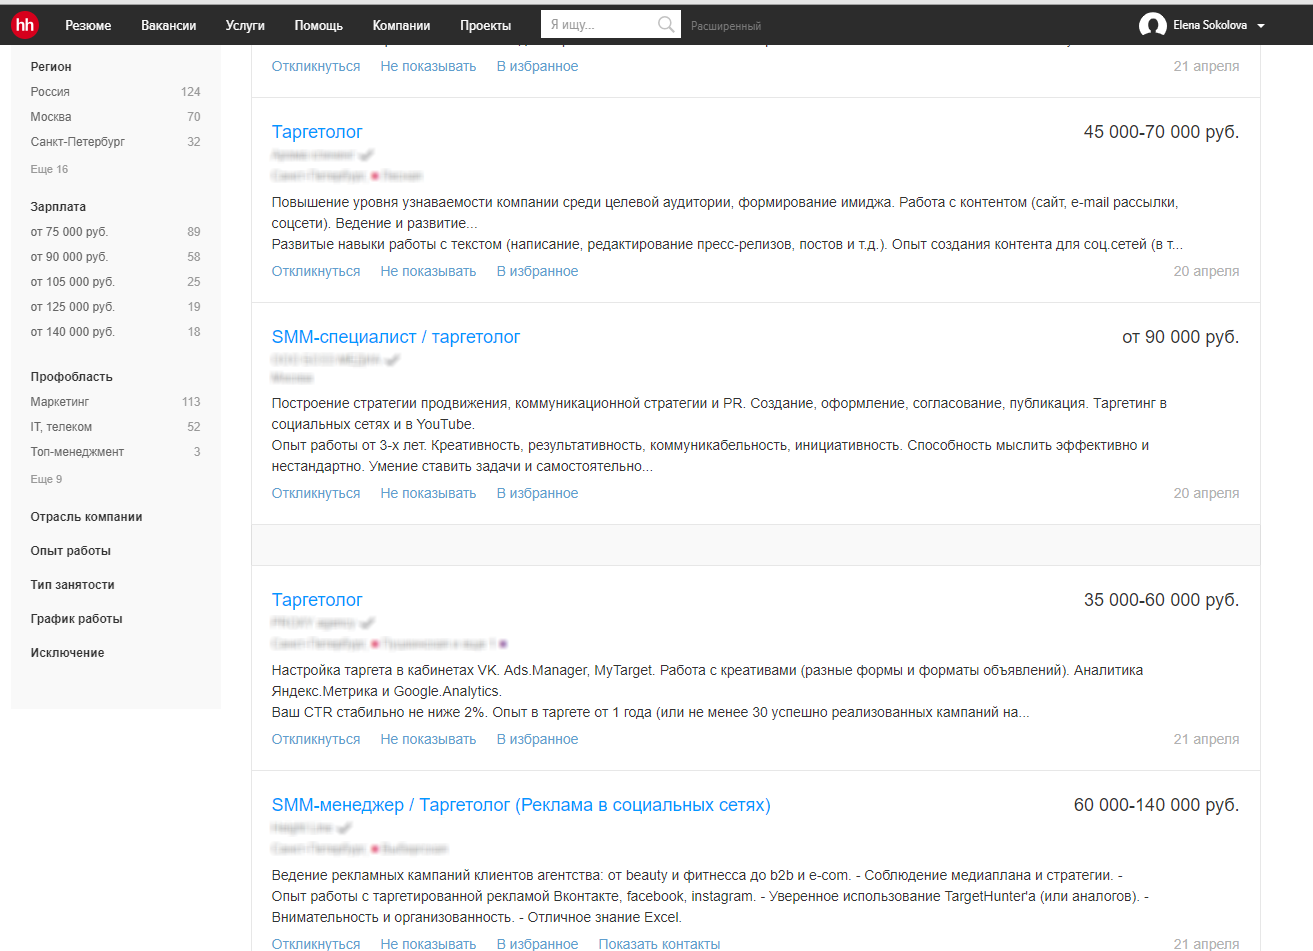 hh Резюме Вакансии Услуги Помощь Компании Проекты Я ищу... Расширенный Elena Sokolova
Регион
Россия 124
Москва 70
Санкт-Петербург 32
Еще 16
Зарплата
от 75 000 руб. 89
от 90 000 руб. 58
от 105 000 руб. 25
от 125 000 руб. 19
от 140 000 руб. 18
Профобласть
Маркетинг 113
IT, телеком 52
Топ-менеджмент 3
Еще 9
Отрасль компании
Опыт работы
Тип занятости
График работы
Исключение
Откликнуться Не показывать В избранное 21 апреля
Таргетолог 45 000-70 000 руб.
Повышение уровня узнаваемости компании среди целевой аудитории, формирование имиджа. Работа с контентом (сайт, e-mail рассылки,
соцсети). Ведение и развитие...
Развитые навыки работы с текстом (написание, редактирование пресс-релизов, постов и т.д.). Опыт создания контента для соц.сетей (в т...
Откликнуться Не показывать В избранное 20 апреля
SMM-специалист / таргетолог от 90 000 руб.
Построение стратегии продвижения, коммуникационной стратегии и PR. Создание, оформление, согласование, публикация. Таргетинг в
социальных сетях и в YouTube.
Опыт работы от 3-х лет. Креативность, результативность, коммуникабельность, инициативность. Способность мыслить эффективно и
нестандартно. Умение ставить задачи и самостоятельно...
Откликнуться Не показывать В избранное 20 апреля
Таргетолог 35 000-60 000 руб.
Настройка таргета в кабинетах VK. Ads.Manager, MyTarget. Работа с креативами (разные формы и форматы объявлений). Аналитика
Яндекс.Метрика и Google.Analytics.
Ваш CTR стабильно не ниже 2%. Опыт в таргете от 1 года (или не менее 30 успешно реализованных кампаний на...
Откликнуться Не показывать В избранное 21 апреля
SMM-менеджер / Таргетолог (Реклама в социальных сетях) 60 000-140 000 руб.
Ведение рекламных кампаний клиентов агентства: от beauty и фитнесса до b2b и e-com. - Соблюдение медиаплана и стратегии. -
Опыт работы с таргетированной рекламой Вконтакте, facebook, instagram. - Уверенное использование TargetHunter'а (или аналогов). -
Внимательность и организованность. - Отличное знание Excel.
Откликнуться Не показывать В избранное Показать контакты 21 апреля